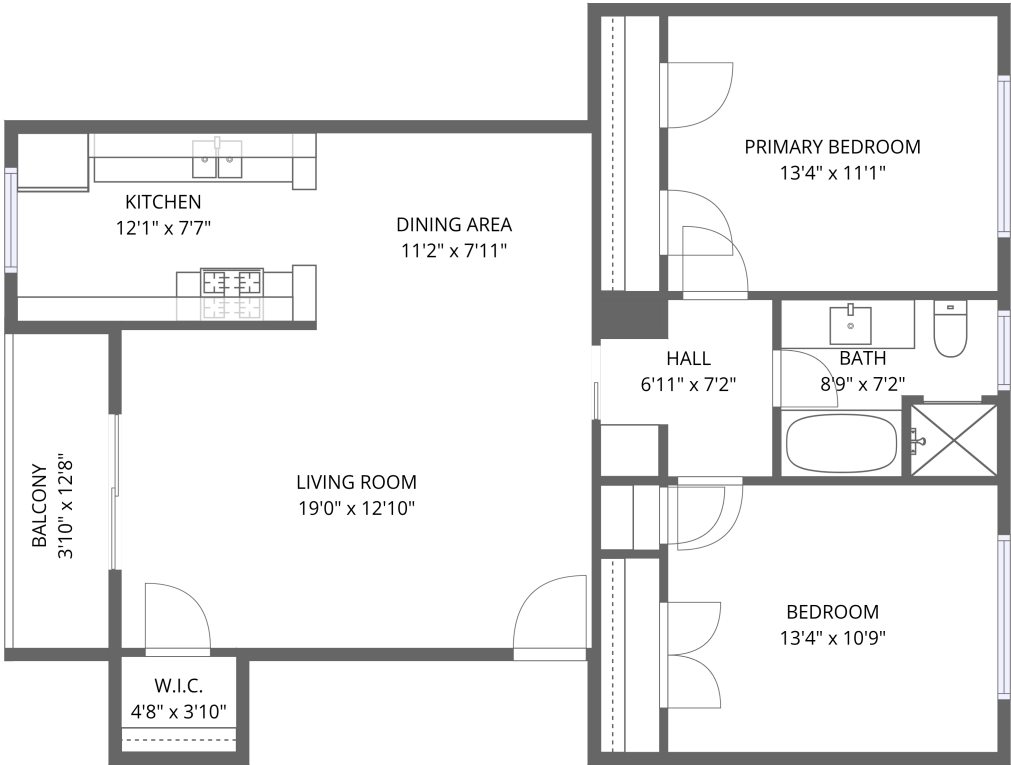 PRIMARY BEDROOM
13'4" x 11'1"
KITCHEN
12'1" x 7'7"
DINING AREA
11'2" x 7'11"
HALL
6'11" x 7'2"
BATH
8'9" x 7'2"
BALCONY
3'10" x 12'8"
LIVING ROOM
19'0" x 12'10"
BEDROOM
13'4" x 10'9"
W.I.C.
4'8" x 3'10"